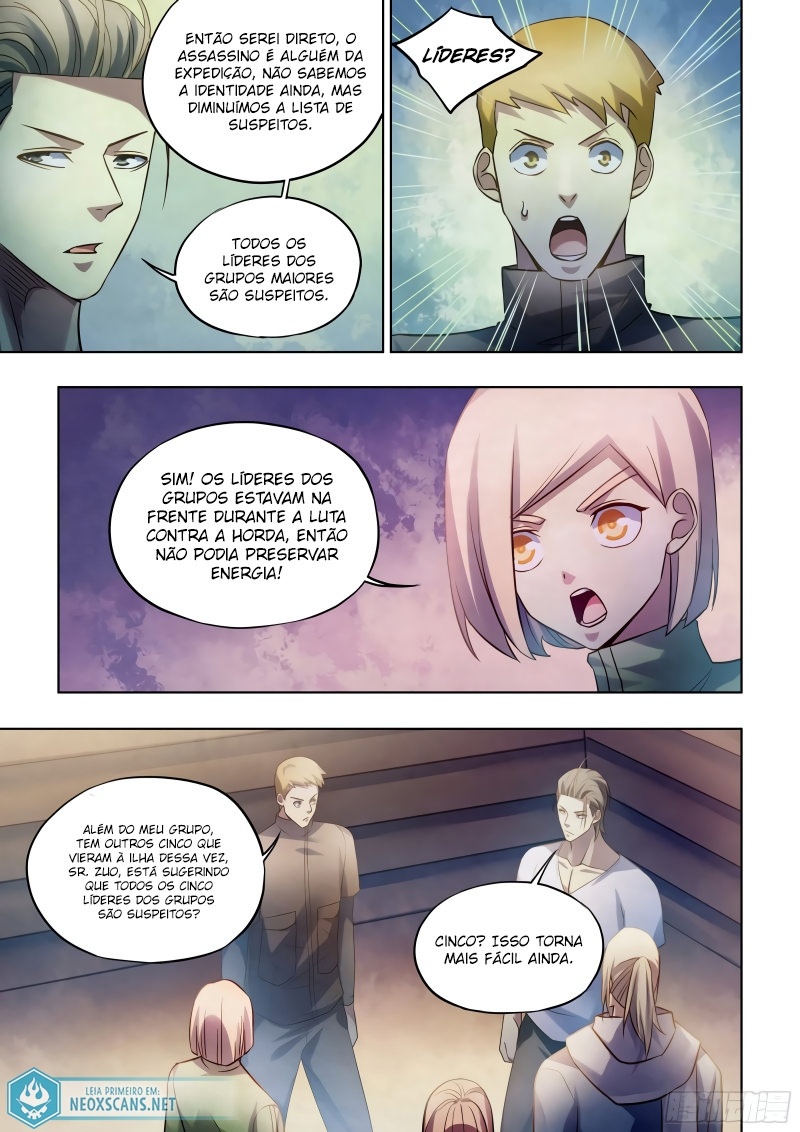 ENTÃO SEREI DIRETO, O
ASSASSINO É ALGUÉM DA
EXPEDIÇÃO, NÃO SABEMOS
A IDENTIDADE AINDA, MAS
DIMINUÍMOS A LISTA DE
SUSPEITOS.
TODOS OS
LÍDERES DOS
GRUPOS MAIORES
SÃO SUSPEITOS.
LÍDERES?
SIM! OS LÍDERES DOS
GRUPOS ESTAVAM NA
FRENTE DURANTE A LUTA
CONTRA A HORDA, ENTÃO
NÃO PODIA PRESERVAR
ENERGIA!
ALÉM DO MEU GRUPO,
TEM OUTROS CINCO QUE
VIERAM À ILHA DESSA VEZ,
SR. ZUO, ESTÁ SUGERINDO
QUE TODOS OS CINCO
LÍDERES DOS GRUPOS
SÃO SUSPEITOS?
CINCO? ISSO TORNA
MAIS FÁCIL AINDA.
LEIA PRIMEIRO EM:
NEOXSCANS.NET